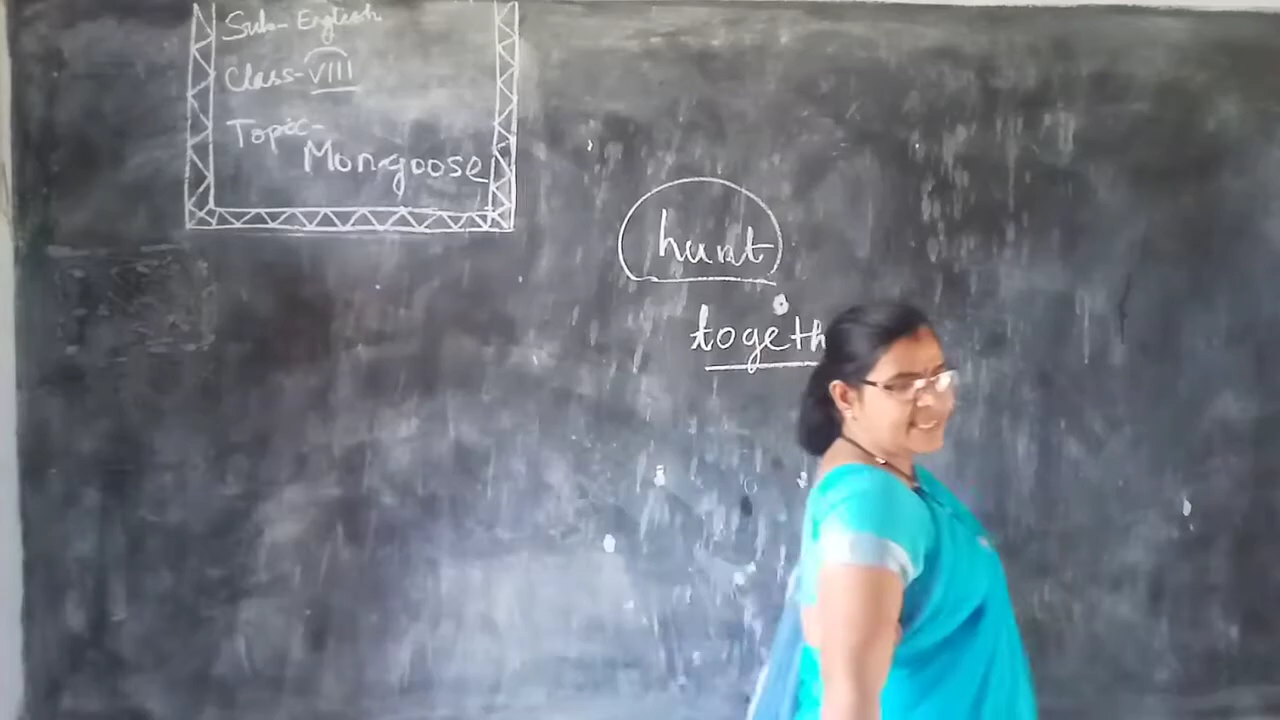 Sub- English
Class-VIII
Topic-
Mongoose
hunt
togeth